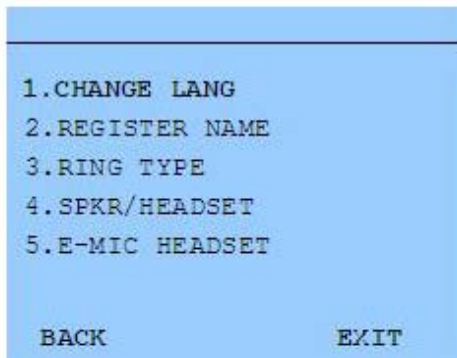 1.CHANGE LANG
2.REGISTER NAME
3.RING TYPE
4.SPKR/HEADSET
5.E-MIC HEADSET
BACK EXIT